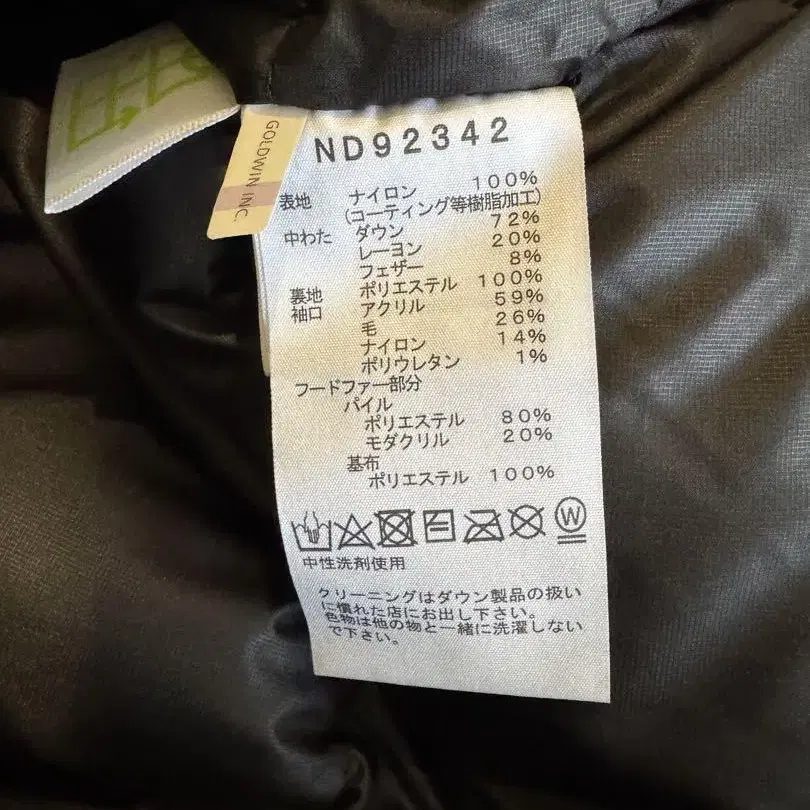 GOLDWIN INC.
ND92342
表地 ナイロン 100%
(コーティング等樹脂加工)
中わた ダウン 72%
レーヨン 20%
フェザー 8%
裏地 ポリエステル 100%
袖口 アクリル 59%
毛 26%
ナイロン 14%
ポリウレタン 1%
フードファー部分
パイル
ポリエステル 80%
モダクリル 20%
基布
ポリエステル 100%
W
中性洗剤使用
クリーニングはダウン製品の扱い
に慣れた店にお出し下さい。
色物は他の物と一緒に洗濯しない
で下さい。